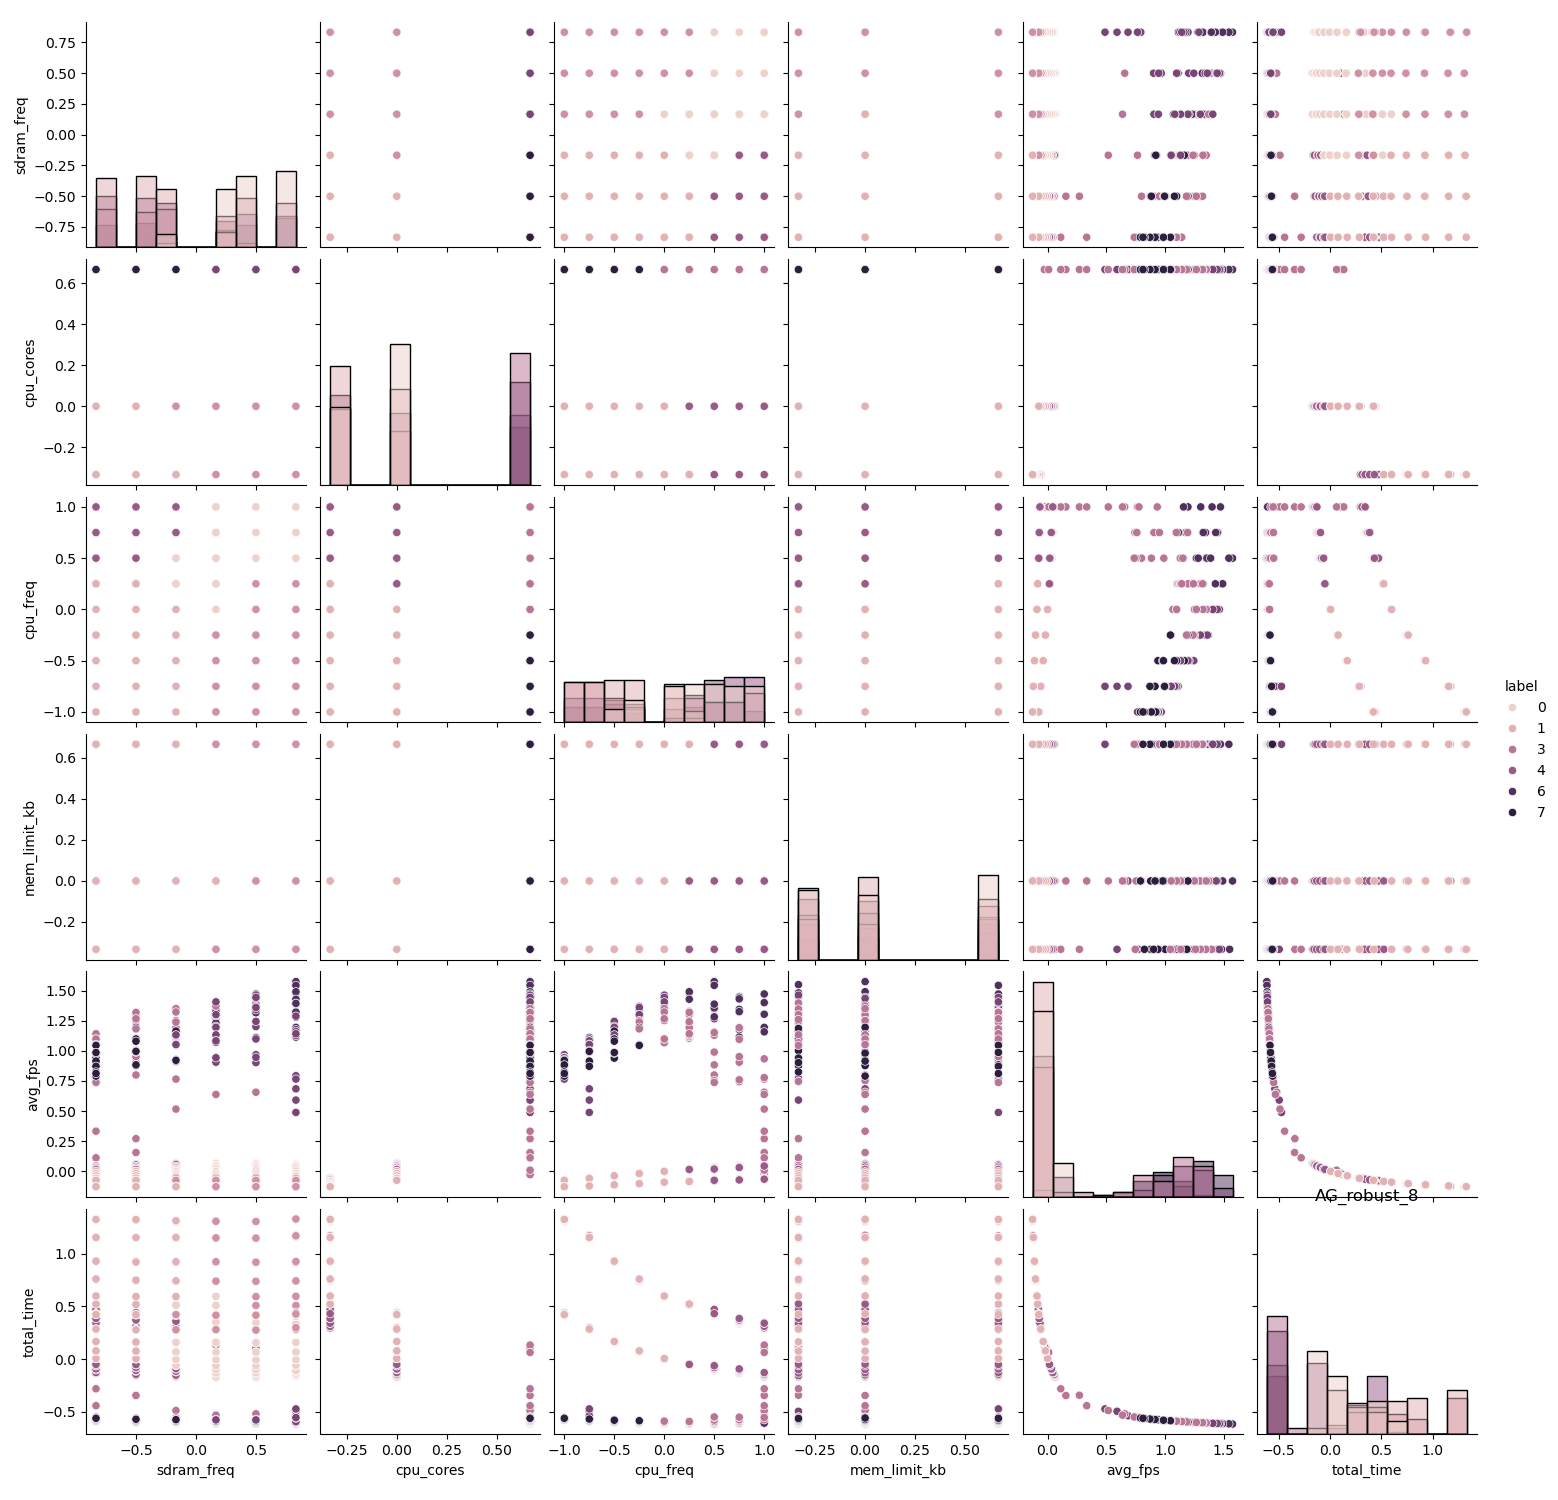 0.75
0.50
0.25
0.00
−0.25
−0.50
−0.75
sdram_freq
0.6
0.4
0.2
0.0
−0.2
cpu_cores
1.0
0.5
0.0
−0.5
−1.0
cpu_freq
label
0
1
3
4
6
7
0.6
0.4
0.2
0.0
−0.2
mem_limit_kb
1.50
1.25
1.00
0.75
0.50
0.25
0.00
avg_fps
AG_robust_8
1.0
0.5
0.0
−0.5
total_time
−0.5 0.0 0.5
sdram_freq
−0.25 0.00 0.25 0.50
cpu_cores
−1.0 −0.5 0.0 0.5 1.0
cpu_freq
−0.25 0.00 0.25 0.50
mem_limit_kb
0.0 0.5 1.0 1.5
avg_fps
−0.5 0.0 0.5 1.0
total_time